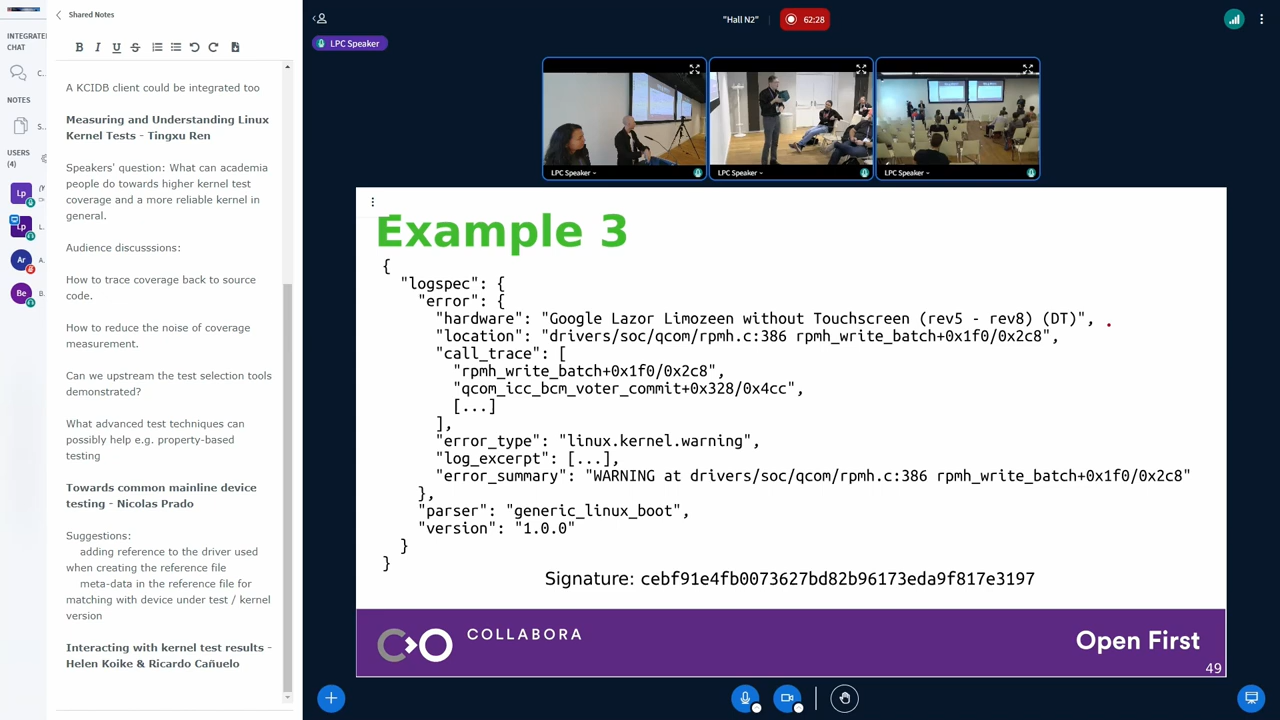 INTEGRATE
CHAT
C..
NOTES
S..
USERS
(4)
Lp
Lp
L.
Ar
A.
Be
B.
Shared Notes
B I U S
A KCIDB client could be integrated too
Measuring and Understanding Linux
Kernel Tests - Tingxu Ren
Speakers' question: What can academia
people do towards higher kernel test
coverage and a more reliable kernel in
general.
Audience discusssions:
How to trace coverage back to source
code.
How to reduce the noise of coverage
measurement.
Can we upstream the test selection tools
demonstrated?
What advanced test techniques can
possibly help e.g. property-based
testing
Towards common mainline device
testing - Nicolas Prado
Suggestions:
adding reference to the driver used
when creating the reference file
meta-data in the reference file for
matching with device under test / kernel
version
Interacting with kernel test results -
Helen Koike & Ricardo Cañuelo
"Hall N2"
62:28
LPC Speaker
LPC Speaker
LPC Speaker
LPC Speaker
Example 3
{
"logspec": {
"error": {
"hardware": "Google Lazor Limozeen without Touchscreen (rev5 - rev8) (DT)",
"location": "drivers/soc/qcom/rpmh.c:386 rpmh_write_batch+0x1f0/0x2c8",
"call_trace": [
"rpmh_write_batch+0x1f0/0x2c8",
"qcom_icc_bcm_voter_commit+0x328/0x4cc",
[...]
],
"error_type": "linux.kernel.warning",
"log_excerpt": [...],
"error_summary": "WARNING at drivers/soc/qcom/rpmh.c:386 rpmh_write_batch+0x1f0/0x2c8"
},
"parser": "generic_linux_boot",
"version": "1.0.0"
}
}
Signature: cebf91e4fb0073627bd82b96173eda9f817e3197
COLLABORA
Open First
49